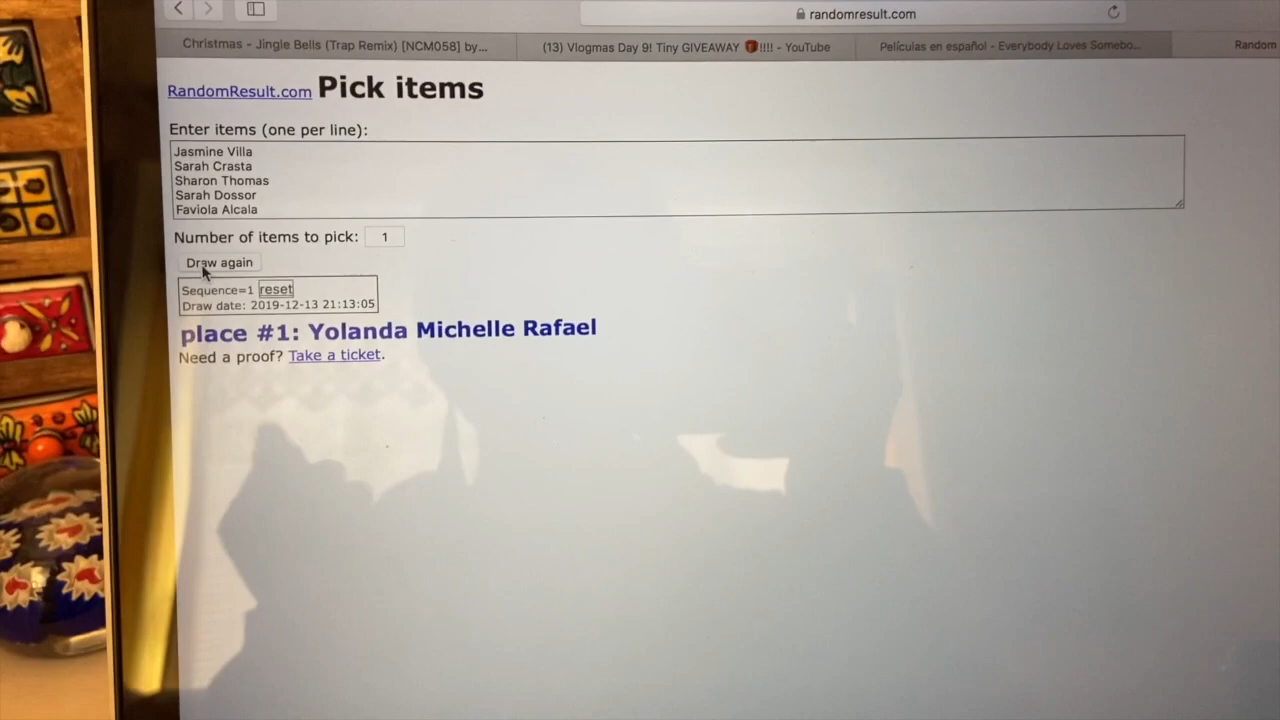 randomresult.com
Christmas - Jingle Bells (Trap Remix) [NCM058] by...
(13) Vlogmas Day 9! Tiny GIVEAWAY 🎁!!!! - YouTube
Películas en español - Everybody Loves Somebo...
Random
RandomResult.com Pick items
Enter items (one per line):
Jasmine Villa
Sarah Crasta
Sharon Thomas
Sarah Dossor
Faviola Alcala
Number of items to pick: 1
Draw again
Sequence=1 reset
Draw date: 2019-12-13 21:13:05
place #1: Yolanda Michelle Rafael
Need a proof? Take a ticket.